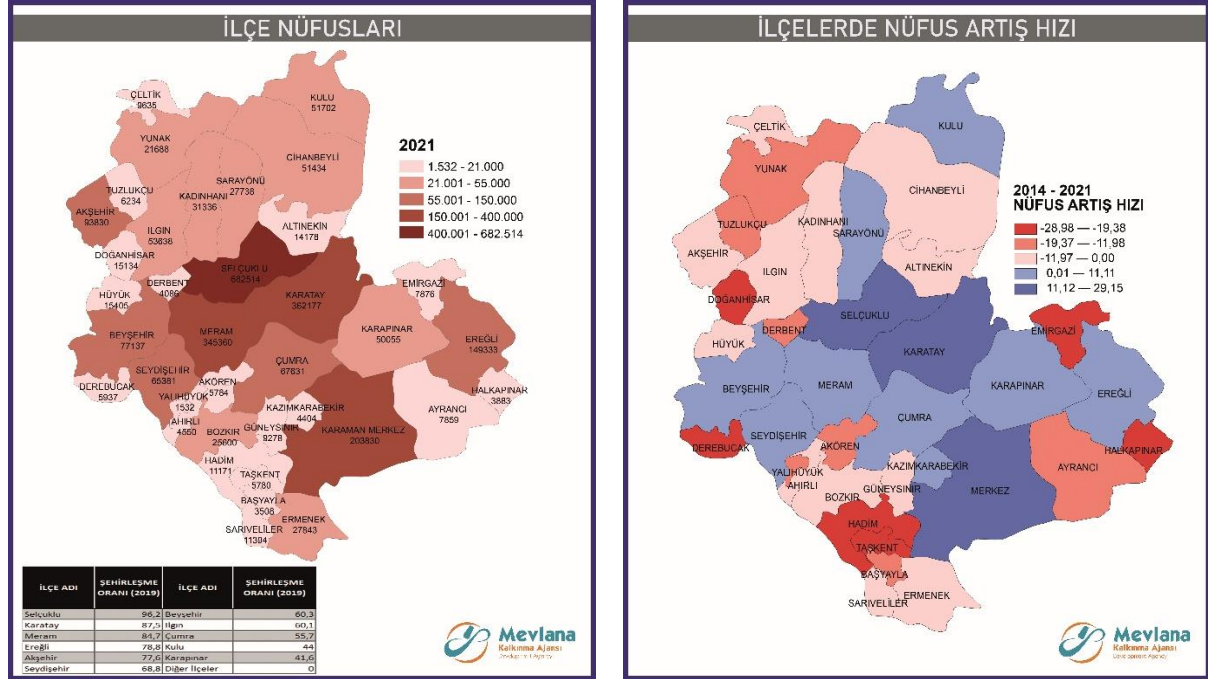 İLÇE NÜFUSLARI
ÇELTİK
9635
KULU
51702
YUNAK
21688
CİHANBEYLİ
51434
SARAYÖNÜ
27738
TUZLUKÇU
6234
KADINHANI
31336
AKŞEHİR
93830
ILGIN
53638
ALTINEKİN
14178
DOĞANHİSAR
15134
SELÇUKLU
682514
DERBENT
4086
HÜYÜK
15405
KARATAY
362177
EMİRGAZİ
7876
MERAM
345360
KARAPINAR
50055
BEYŞEHİR
77137
EREĞLİ
149333
ÇUMRA
67831
SEYDİŞEHİR
65381
DEREBUCAK
5937
AKÖREN
5784
YALIHÜYÜK
1532
HALKAPINAR
3883
AHIRLI
4550
KAZIMKARABEKİR
4404
AYRANCI
7859
BOZKIR
25600
GÜNEYSINIR
9278
KARAMAN MERKEZ
203830
HADİM
11171
TAŞKENT
5780
BAŞYAYLA
3508
SARIVELİLER
11304
ERMENEK
27843
2021
1.532 - 21.000
21.001 - 55.000
55.001 - 150.000
150.001 - 400.000
400.001 - 682.514
İLÇE ADI ŞEHİRLEŞME ORANI (2019) İLÇE ADI ŞEHİRLEŞME ORANI (2019)
Selçuklu 96,2 Beyşehir 60,3
Karatay 87,5 Ilgın 60,1
Meram 84,7 Çumra 55,7
Ereğli 78,8 Kulu 44
Akşehir 77,6 Karapınar 41,6
Seydişehir 68,8 Diğer İlçeler 0
Mevlana
Kalkınma Ajansı
Development Agency
İLÇELERDE NÜFUS ARTIŞ HIZI
ÇELTİK
KULU
YUNAK
CİHANBEYLİ
TUZLUKÇU
KADINHANI
SARAYÖNÜ
AKŞEHİR
ILGIN
ALTINEKİN
DOĞANHİSAR
SELÇUKLU
DERBENT
EMİRGAZİ
HÜYÜK
KARATAY
BEYŞEHİR
MERAM
KARAPINAR
EREĞLİ
ÇUMRA
SEYDİŞEHİR
DEREBUCAK
AKÖREN
HALKAPINAR
YALIHÜYÜK
KAZIMKARABEKİR
AYRANCI
AHIRLI
GÜNEYSINIR
MERKEZ
BOZKIR
HADİM
TAŞKENT
BAŞYAYLA
SARIVELİLER
ERMENEK
2014 - 2021
NÜFUS ARTIŞ HIZI
-28,98 — -19,38
-19,37 — -11,98
-11,97 — 0,00
0,01 — 11,11
11,12 — 29,15
Mevlana
Kalkınma Ajansı
Development Agency